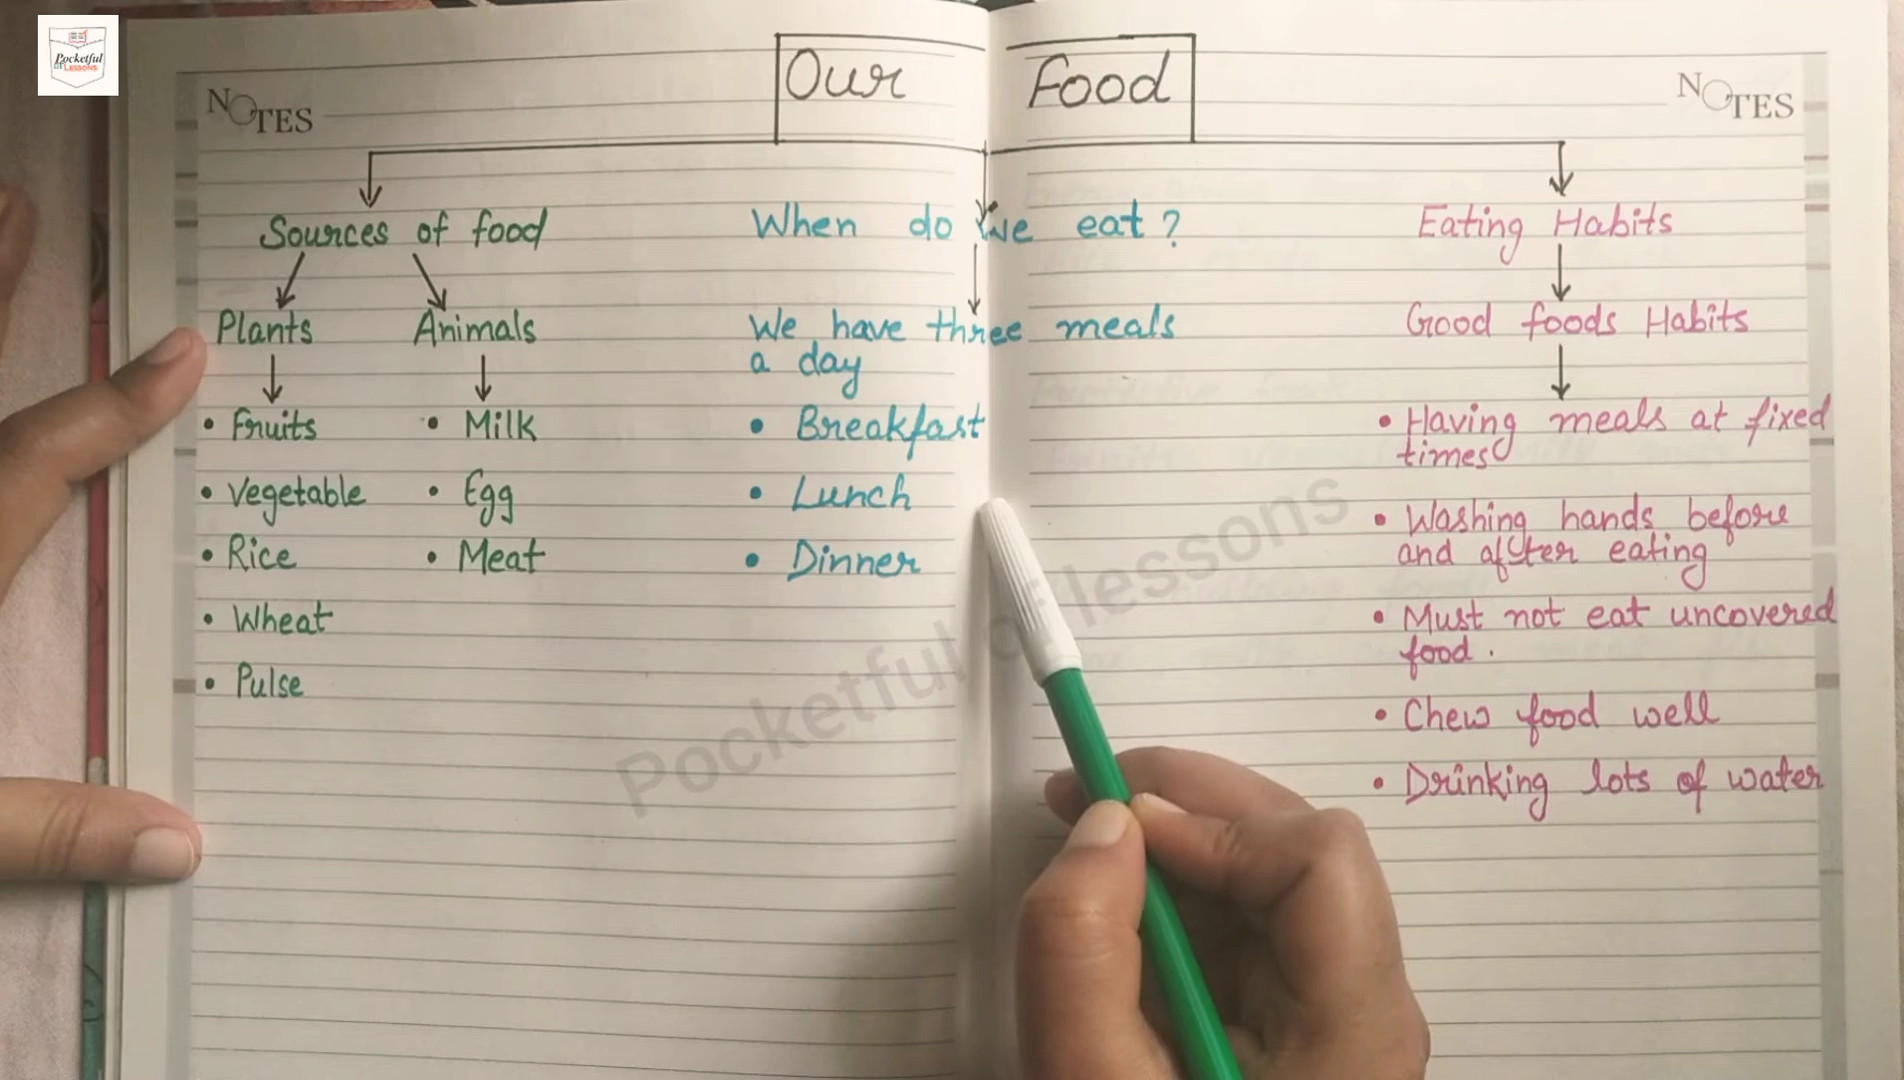 Pocketful
OF LESSONS
NOTES
NOTES
Our Food
Sources of food
Plants
Animals
• Fruits
• Vegetable
• Rice
• Wheat
• Pulse
• Milk
• Egg
• Meat
When do we eat?
We have three meals
a day
• Breakfast
• Lunch
• Dinner
Eating Habits
Good foods Habits
• Having meals at fixed
times
• Washing hands before
and after eating
• Must not eat uncovered
food.
• Chew food well
• Drinking lots of water
Pocketful of lessons